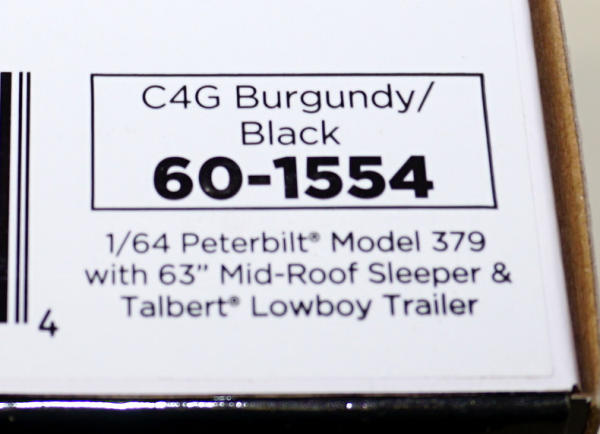 C4G Burgundy/
Black
60-1554
1/64 Peterbilt® Model 379
with 63” Mid-Roof Sleeper &
Talbert® Lowboy Trailer
4